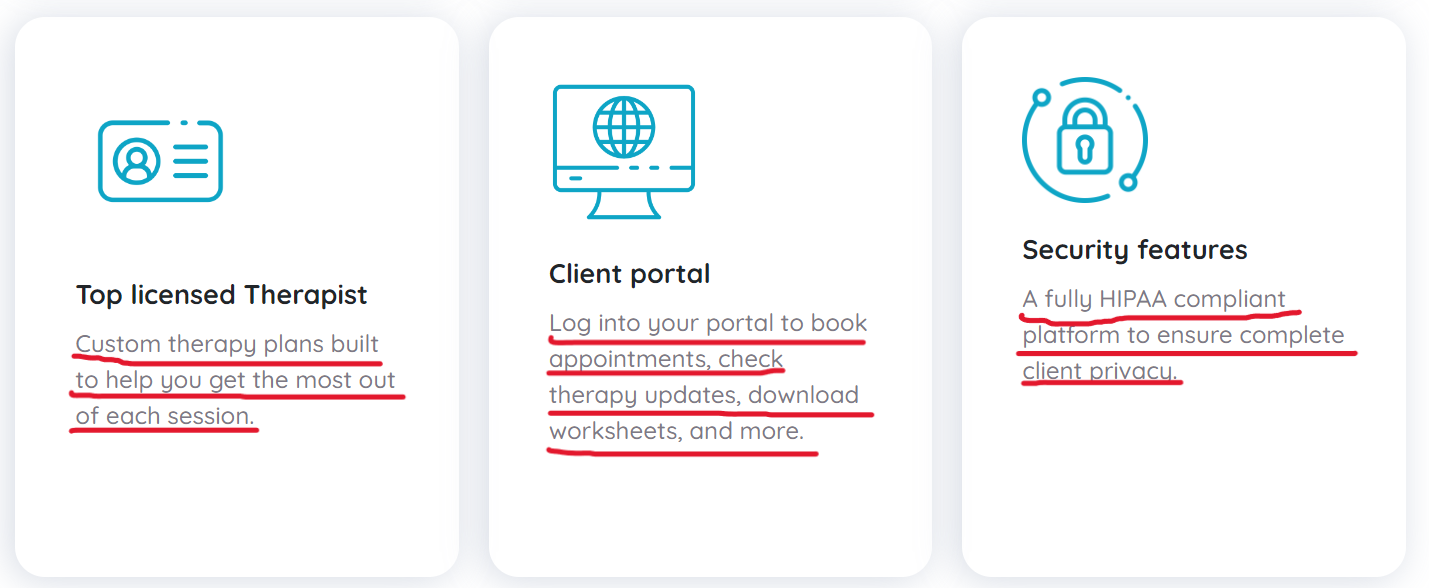 Top licensed Therapist
Custom therapy plans built
to help you get the most out
of each session.
Client portal
Log into your portal to book
appointments, check
therapy updates, download
worksheets, and more.
Security features
A fully HIPAA compliant
platform to ensure complete
client privacy.